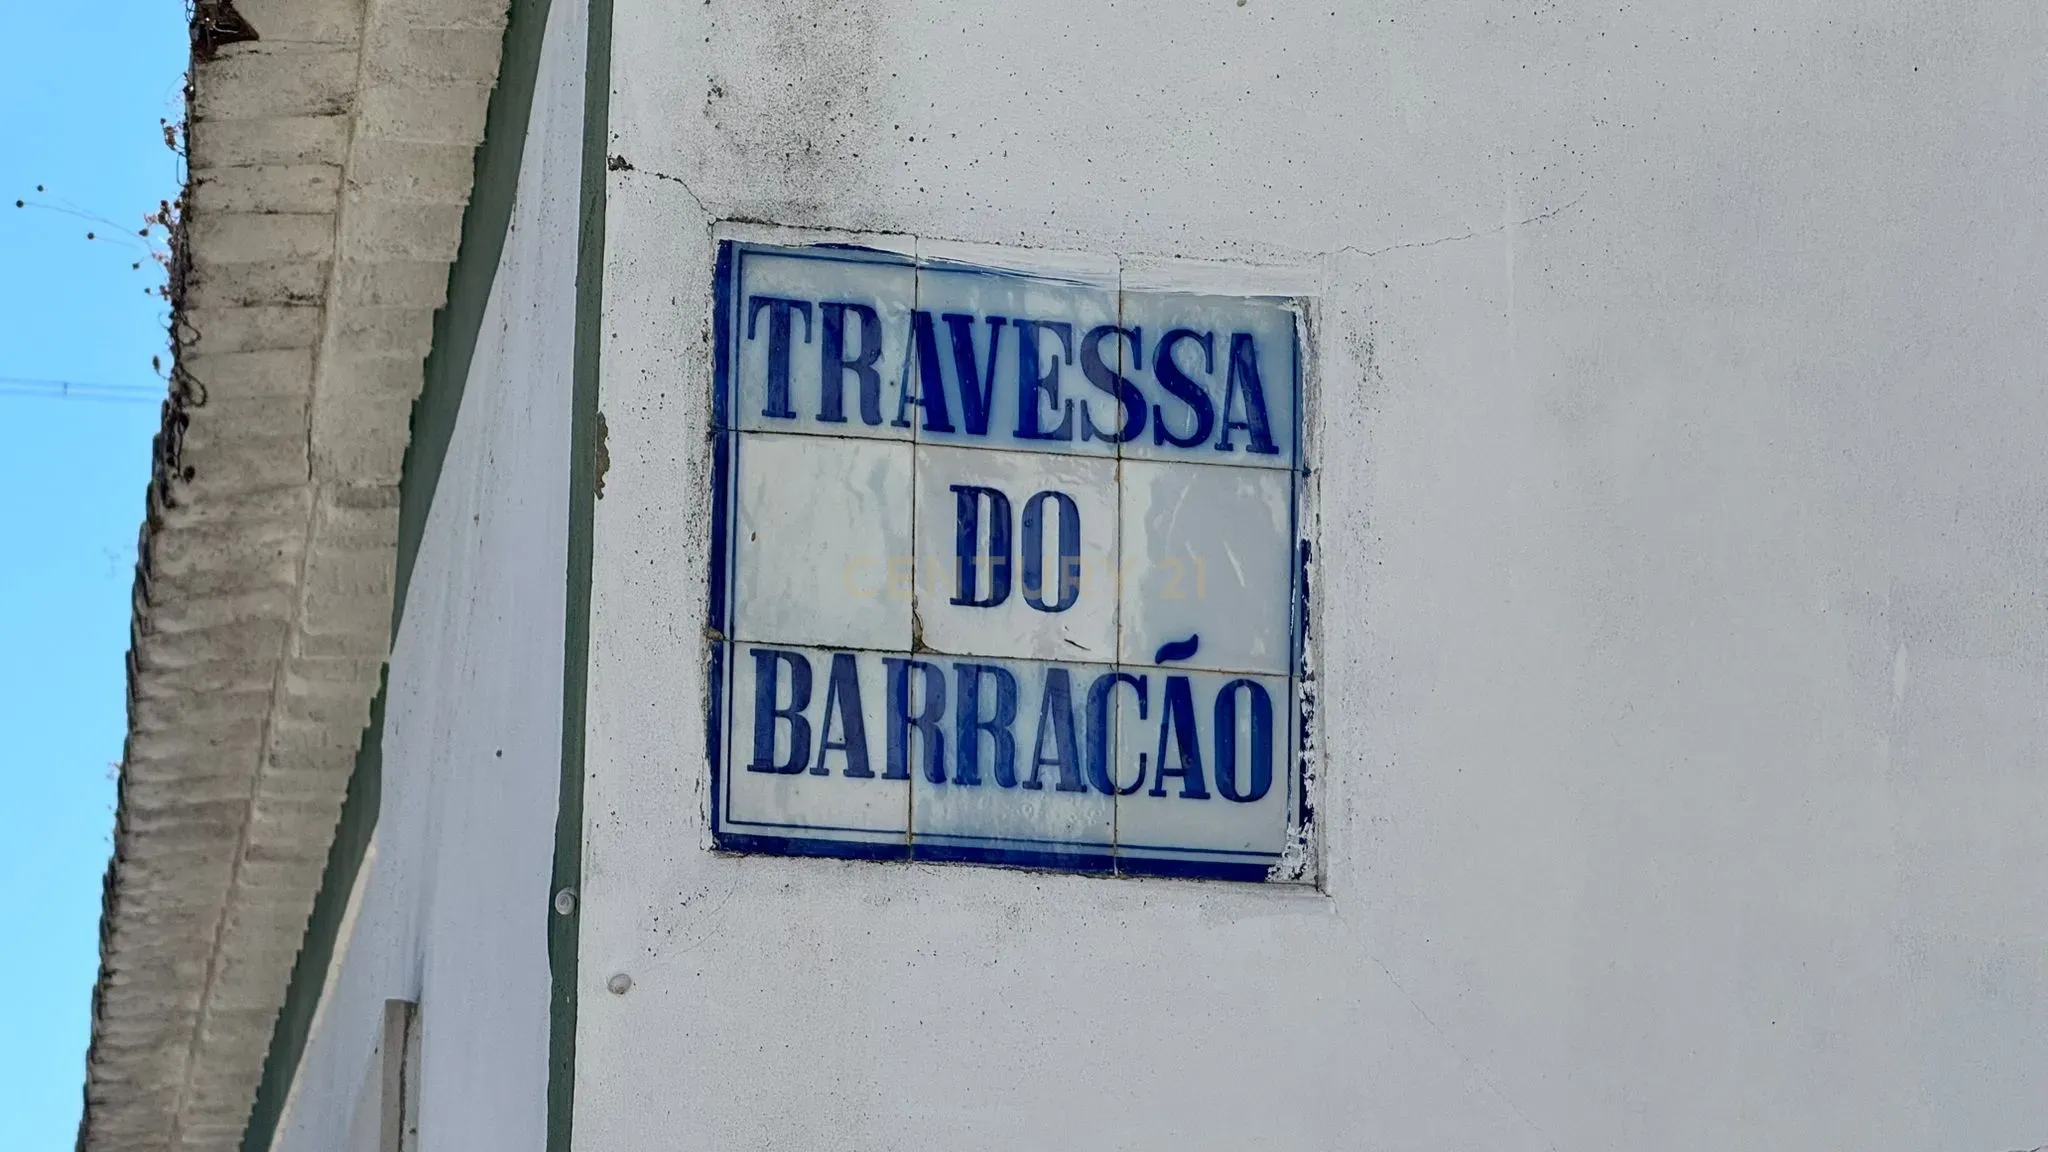 TRAVESSA
DO
CENTURY 21
BARRACÃO